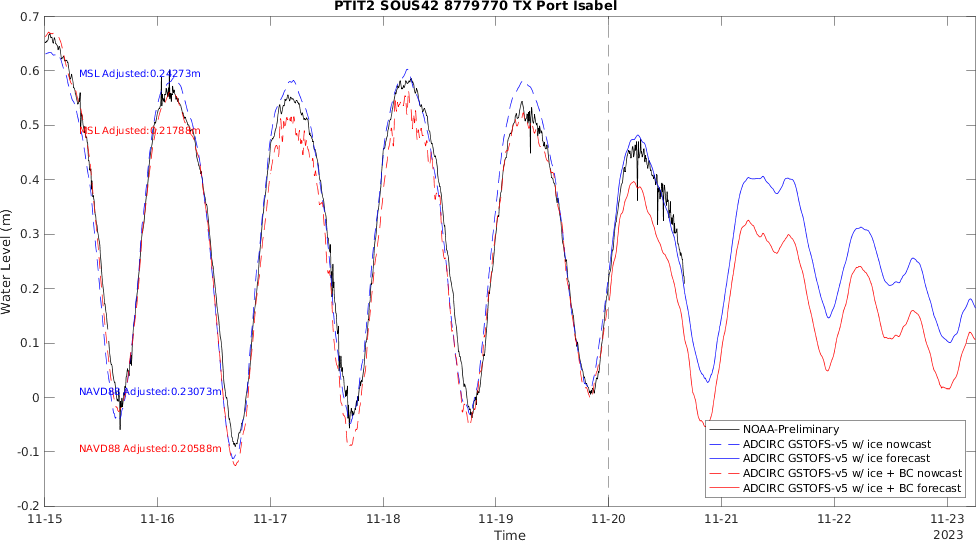 PTIT2 SOUS42 8779770 TX Port Isabel
0.7
0.6
0.5
0.4
0.3
0.2
0.1
0
-0.1
-0.2
Water Level (m)
MSL Adjusted:0.24273m
MSL Adjusted:0.21788m
NAVD88 Adjusted:0.23073m
NAVD88 Adjusted:0.20588m
NOAA-Preliminary
ADCIRC GSTOFS-v5 w/ ice nowcast
ADCIRC GSTOFS-v5 w/ ice forecast
ADCIRC GSTOFS-v5 w/ ice + BC nowcast
ADCIRC GSTOFS-v5 w/ ice + BC forecast
11-15 11-16 11-17 11-18 11-19 11-20 11-21 11-22 11-23
Time
2023